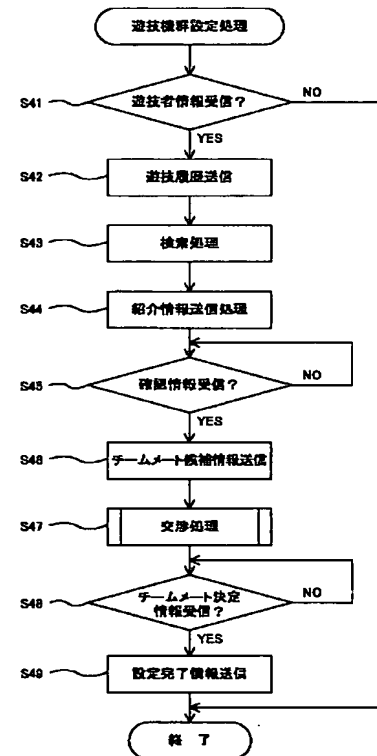 遊技機群設定処理
S41
遊技者情報受信？
NO
YES
S42
遊技履歴送信
S43
検索処理
S44
紹介情報送信処理
S45
確認情報受信？
NO
YES
S46
チームメート候補情報送信
S47
交渉処理
S48
チームメート決定
情報受信？
NO
YES
S49
設定完了情報送信
終 了